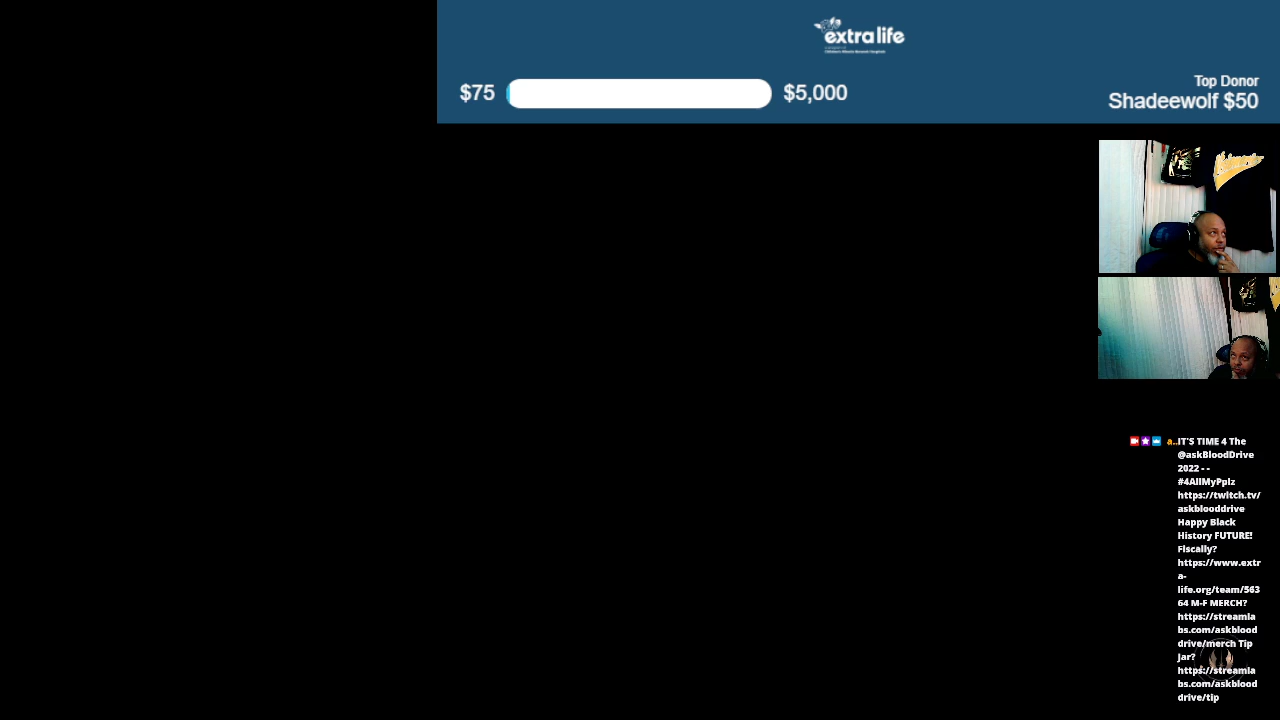 extralife
$75
$5,000
Top Donor
Shadeewolf $50
a..IT'S TIME 4 The
@askBloodDrive
2022 - -
#4AllMyPplz
https://twitch.tv/
askblooddrive
Happy Black
History FUTURE!
Fiscally?
https://www.extr
a-
life.org/team/563
64 M-F MERCH?
https://streamla
bs.com/askblood
drive/merch Tip
Jar?
https://streamla
bs.com/askblood
drive/tip